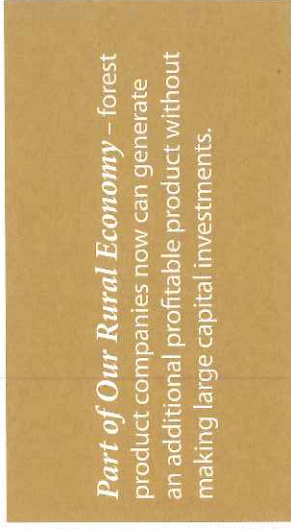 Part of Our Rural Economy – forest
product companies now can generate
an additional profitable product without
making large capital investments.